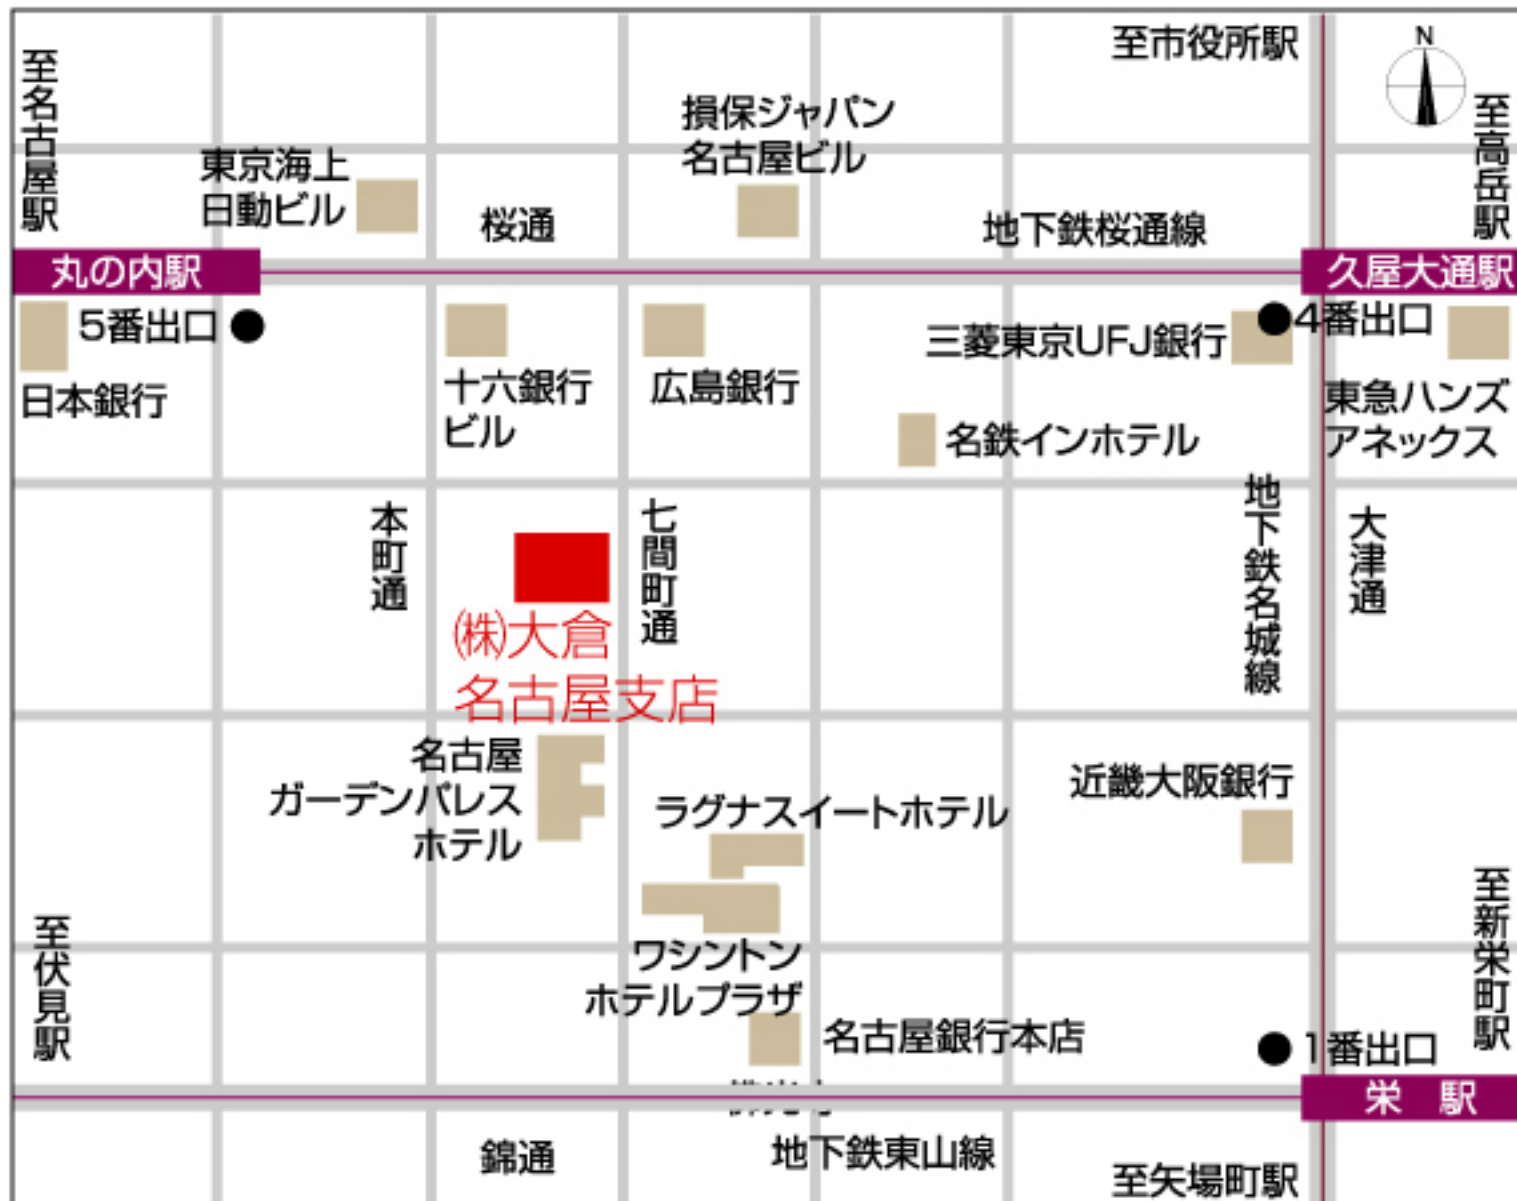 至市役所駅
N
至名古屋駅
至高岳駅
損保ジャパン
名古屋ビル
東京海上
日動ビル
桜通
地下鉄桜通線
丸の内駅
久屋大通駅
5番出口
4番出口
三菱東京UFJ銀行
日本銀行
十六銀行
ビル
広島銀行
東急ハンズ
アネックス
名鉄インホテル
本町通
七間町通
地下鉄名城線
大津通
㈱大倉
名古屋支店
名古屋
ガーデンパレス
ホテル
ラグナスイートホテル
近畿大阪銀行
至伏見駅
至新栄町駅
ワシントン
ホテルプラザ
名古屋銀行本店
1番出口
栄 駅
錦通
地下鉄東山線
至矢場町駅